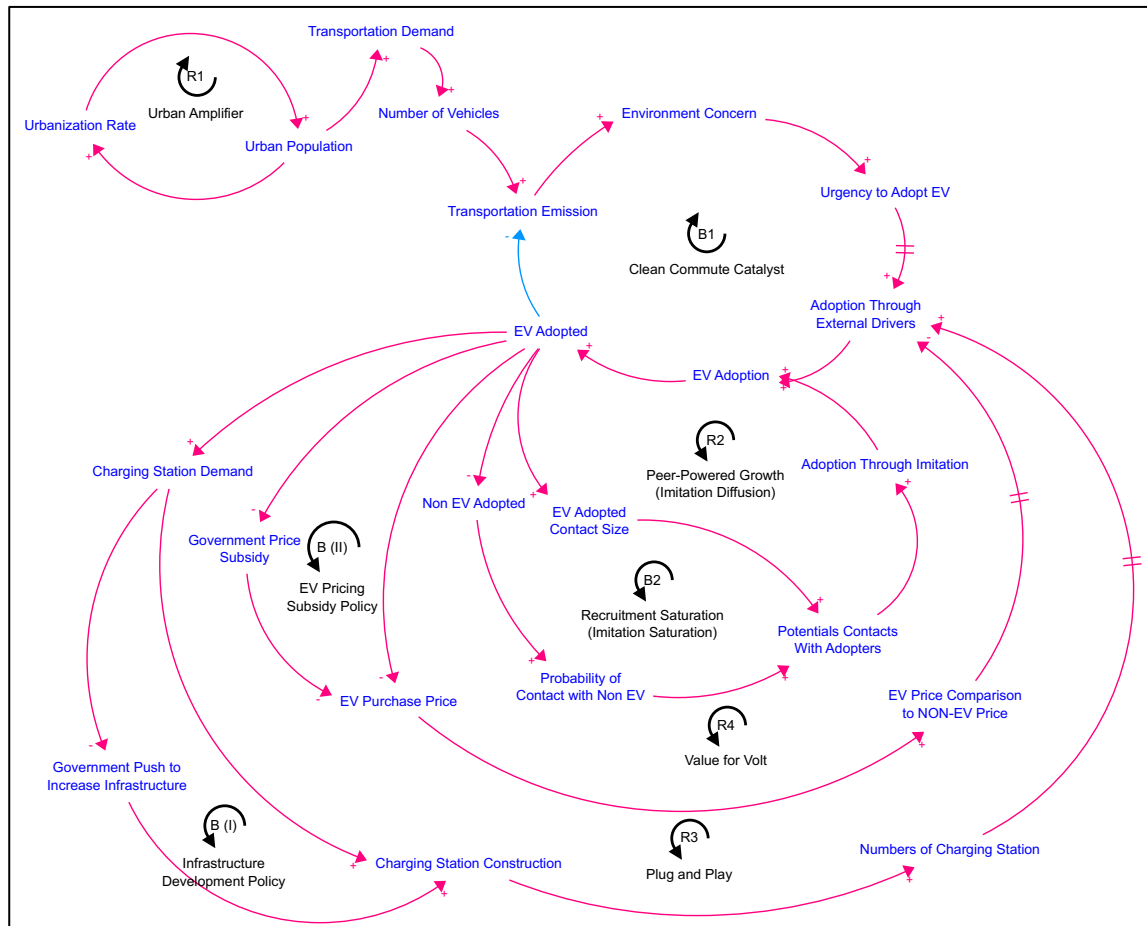 Transportation Demand
R1
Urban Amplifier
Urbanization Rate
Urban Population
Number of Vehicles
Environment Concern
Urgency to Adopt EV
Transportation Emission
B1
Clean Commute Catalyst
Adoption Through
External Drivers
EV Adopted
EV Adoption
R2
Peer-Powered Growth
(Imitation Diffusion)
Adoption Through Imitation
Charging Station Demand
Non EV Adopted
EV Adopted
Contact Size
Government Price
Subsidy
B (II)
EV Pricing
Subsidy Policy
B2
Recruitment Saturation
(Imitation Saturation)
Potentials Contacts
With Adopters
Probability of
Contact with Non EV
EV Purchase Price
EV Price Comparison
to NON-EV Price
R4
Value for Volt
Government Push to
Increase Infrastructure
B (I)
Infrastructure
Development Policy
Charging Station Construction
R3
Plug and Play
Numbers of Charging Station